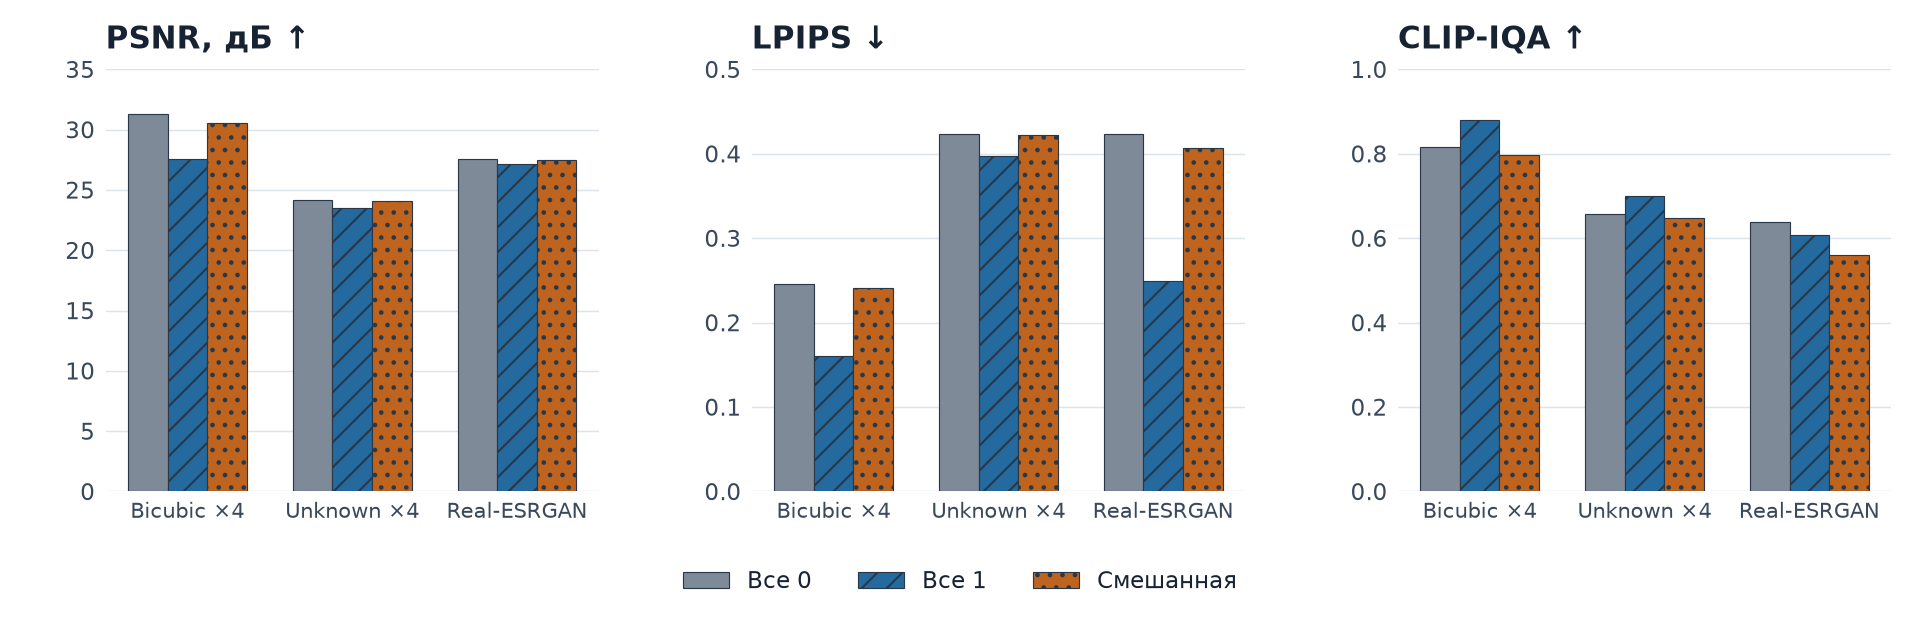 PSNR, дБ ↑
35
30
25
20
15
10
5
0
Bicubic ×4 Unknown ×4 Real-ESRGAN
LPIPS ↓
0.5
0.4
0.3
0.2
0.1
0.0
Bicubic ×4 Unknown ×4 Real-ESRGAN
CLIP-IQA ↑
1.0
0.8
0.6
0.4
0.2
0.0
Bicubic ×4 Unknown ×4 Real-ESRGAN
Все 0 Все 1 Смешанная